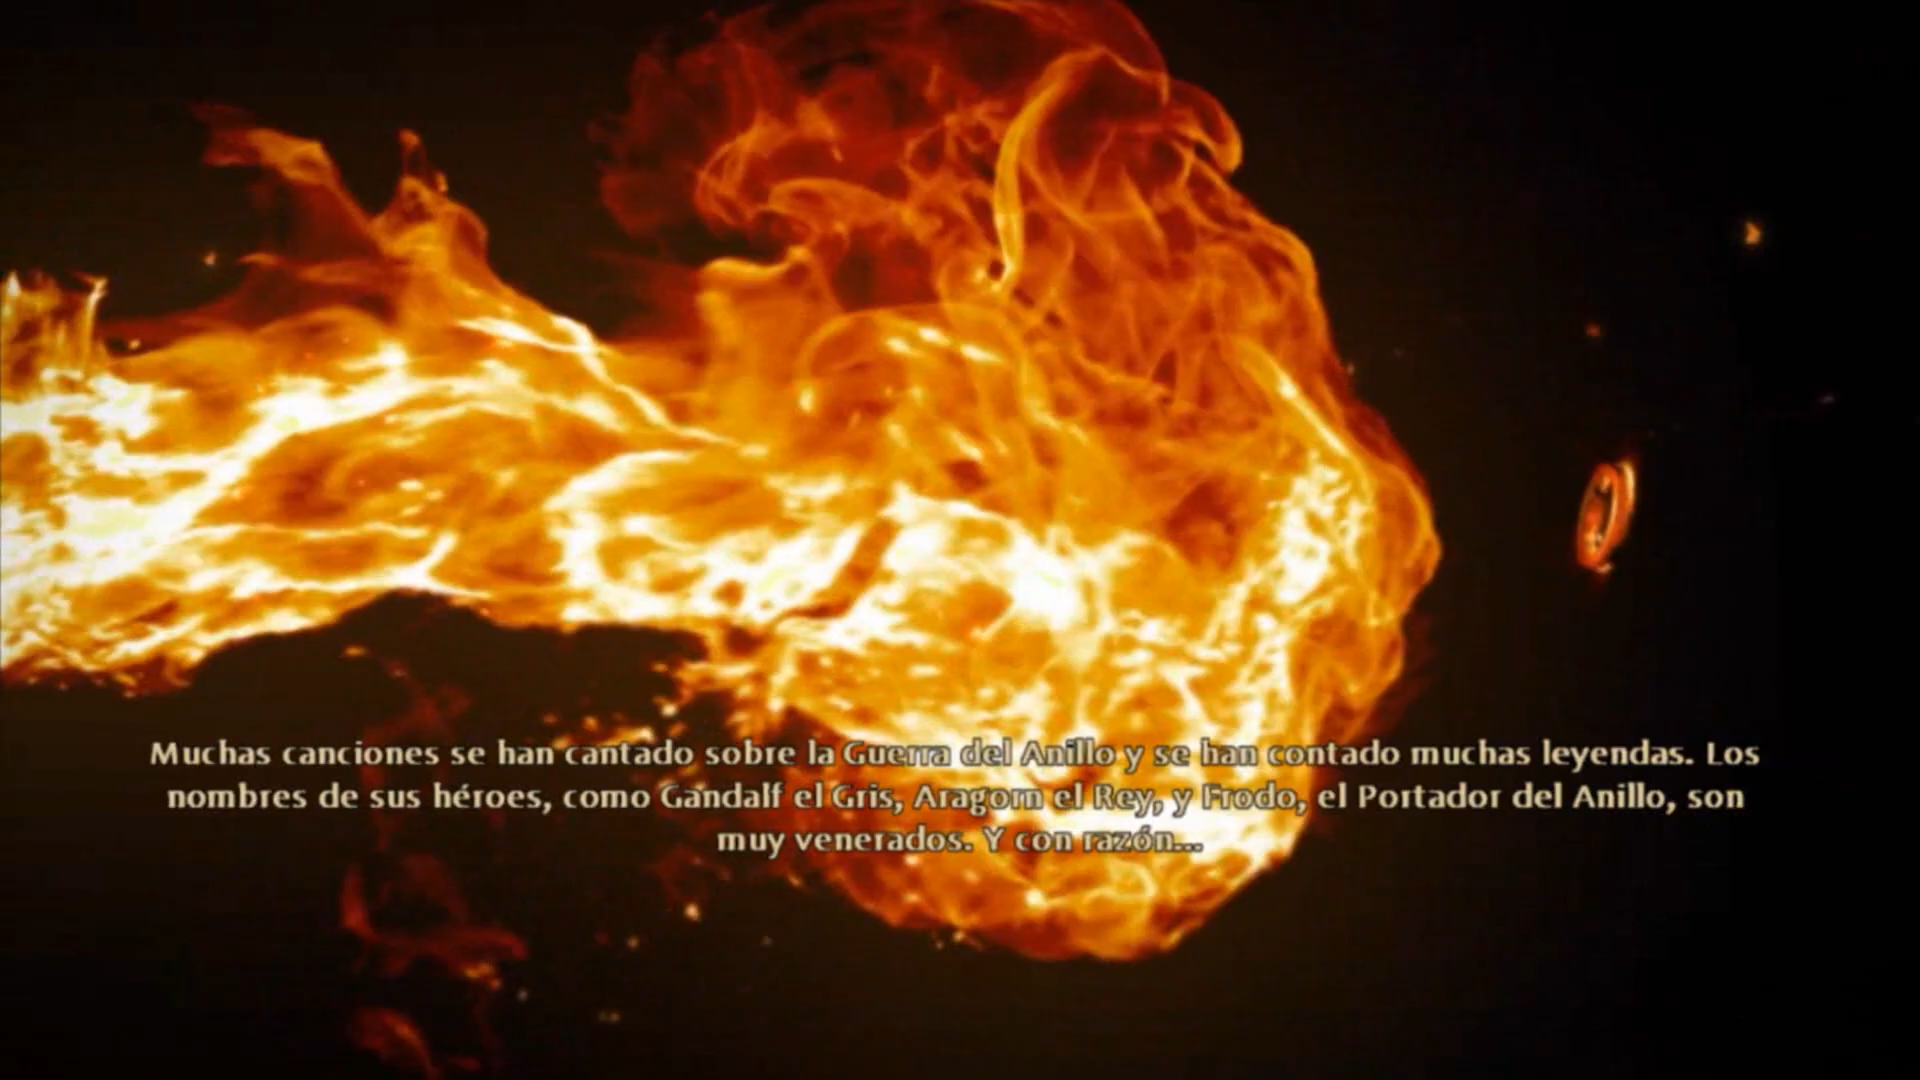 Muchas canciones se han cantado sobre la Guerra del Anillo y se han contado muchas leyendas. Los
nombres de sus héroes, como Gandalf el Gris, Aragorn el Rey, y Frodo, el Portador del Anillo, son
muy venerados. Y con razón...